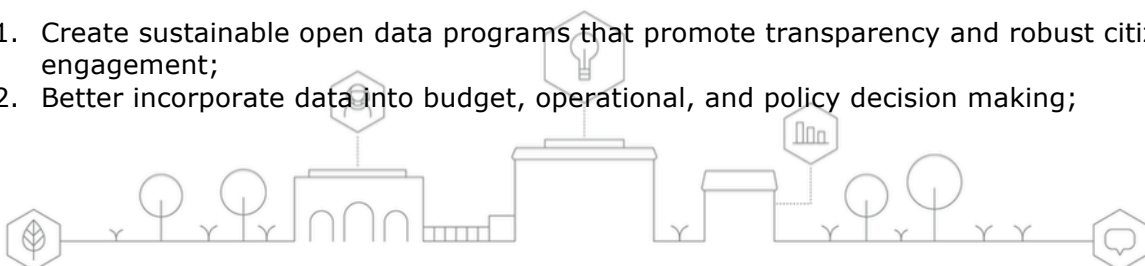 1. Create sustainable open data programs that promote transparency and robust
engagement;
2. Better incorporate data into budget, operational, and policy decision making;